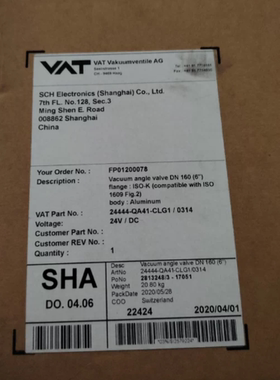 VAT
VAT Vakuumventile AG
SCH Electronics (Shanghai) Co., Ltd.
7th FL. No.128, Sec.3
Ming Shen E. Road
008862 Shanghai
China
Your Order No.: FP01200078
Description : Vacuum angle valve DN 160 (6")
flange : ISO-K (compatible with ISO
1609 Fig.2)
body : Aluminum
VAT Part No.: 24444-QA41-CLG1 / 0314
Voltage: 24V / DC
Customer Part No.:
Customer REV No.:
Quantity : 1
SHA
DO. 04.06
Desc Vacuum angle valve DN 160 (6")
ArtNo 24444-QA41-CLG1/0314
PoNo 2813348/3 - 17051
Weight 20.80 kg
PackDate 2020/05/26
COO Switzerland
22424 2020/04/01